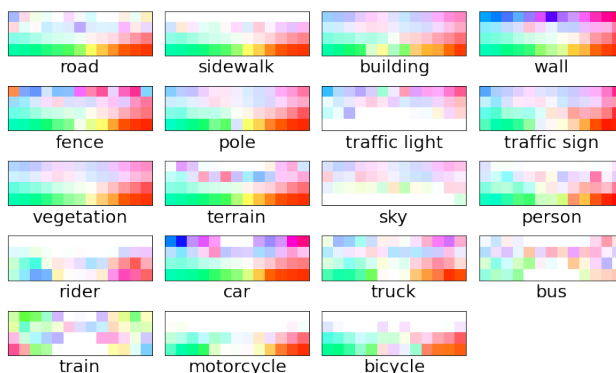 road sidewalk building wall
fence pole traffic light traffic sign
vegetation terrain sky person
rider car truck bus
train motorcycle bicycle